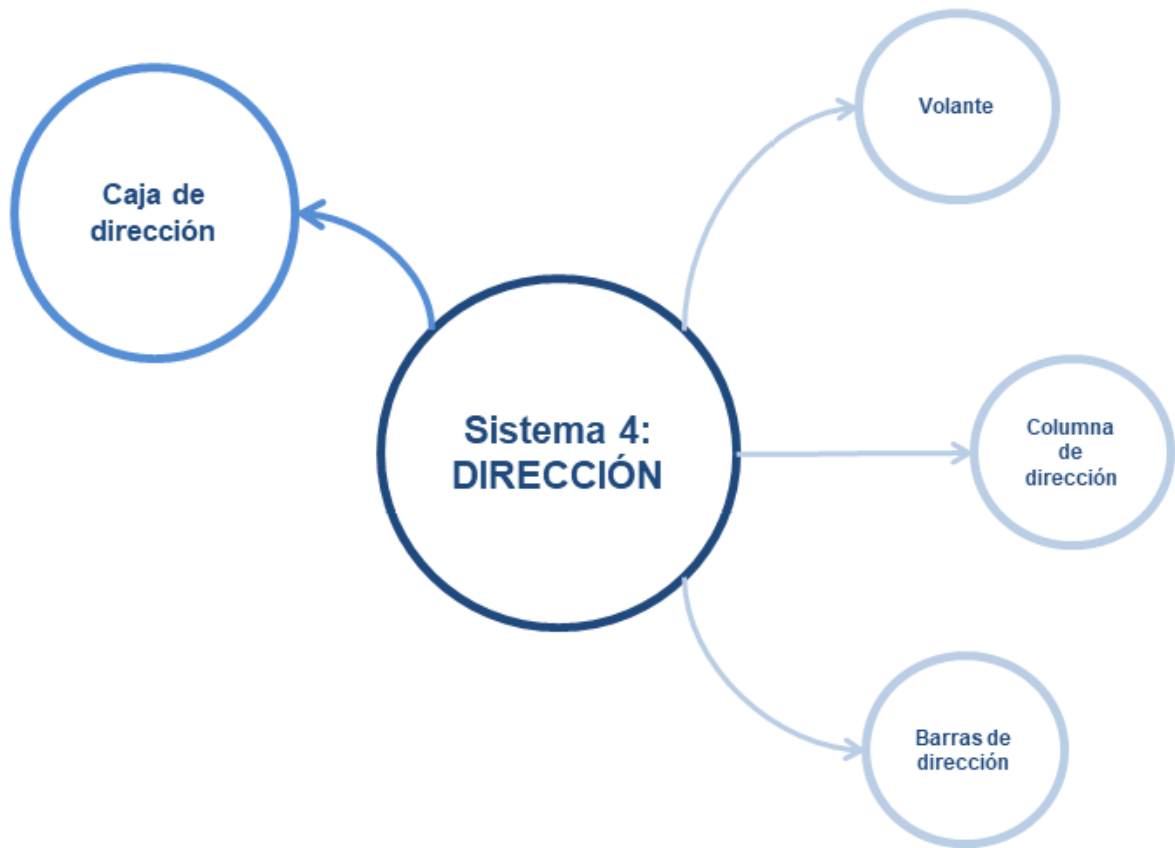 Volante
Caja de
dirección
Sistema 4:
DIRECCIÓN
Columna
de
dirección
Barras de
dirección